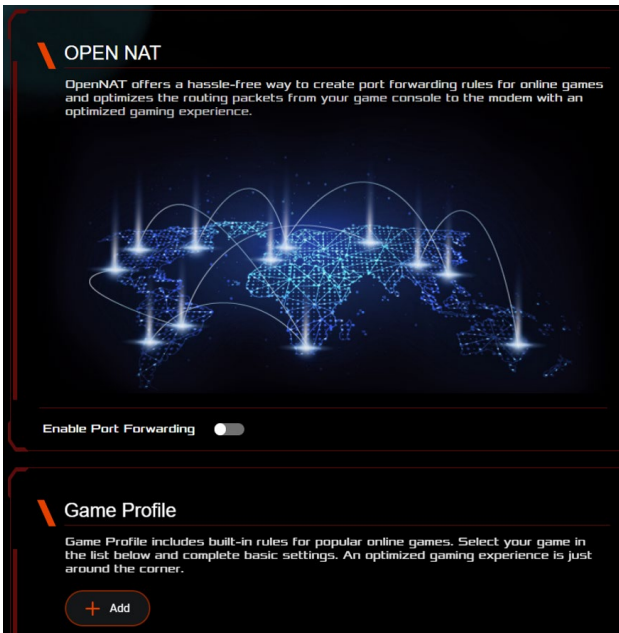 OPEN NAT
OpenNAT offers a hassle-free way to create port forwarding rules for online games
and optimizes the routing packets from your game console to the modem with an
optimized gaming experience.
Enable Port Forwarding
Game Profile
Game Profile includes built-in rules for popular online games. Select your game in
the list below and complete basic settings. An optimized gaming experience is just
around the corner.
+ Add